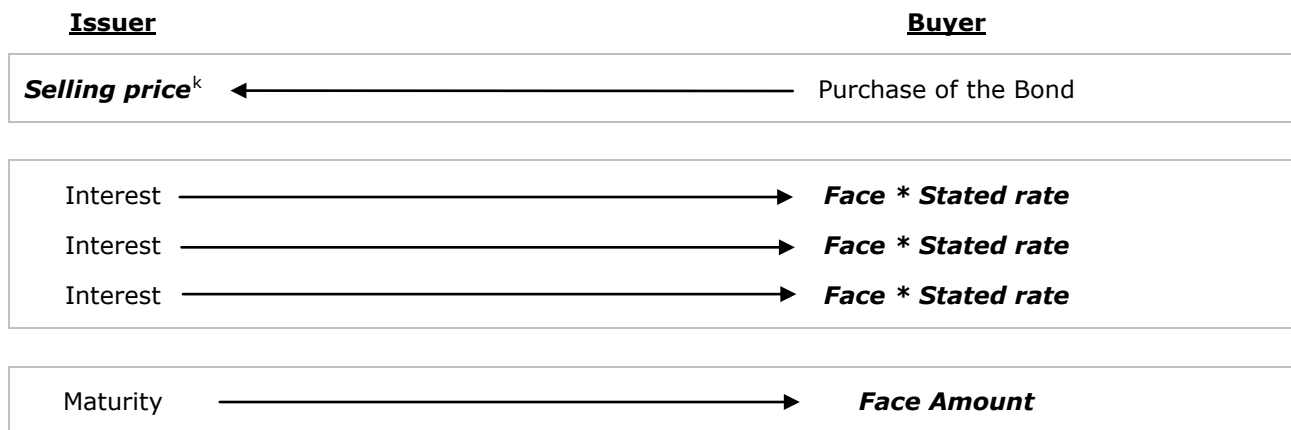 Issuer Buyer
Selling price^k Purchase of the Bond
Interest Face * Stated rate
Interest Face * Stated rate
Interest Face * Stated rate
Maturity Face Amount